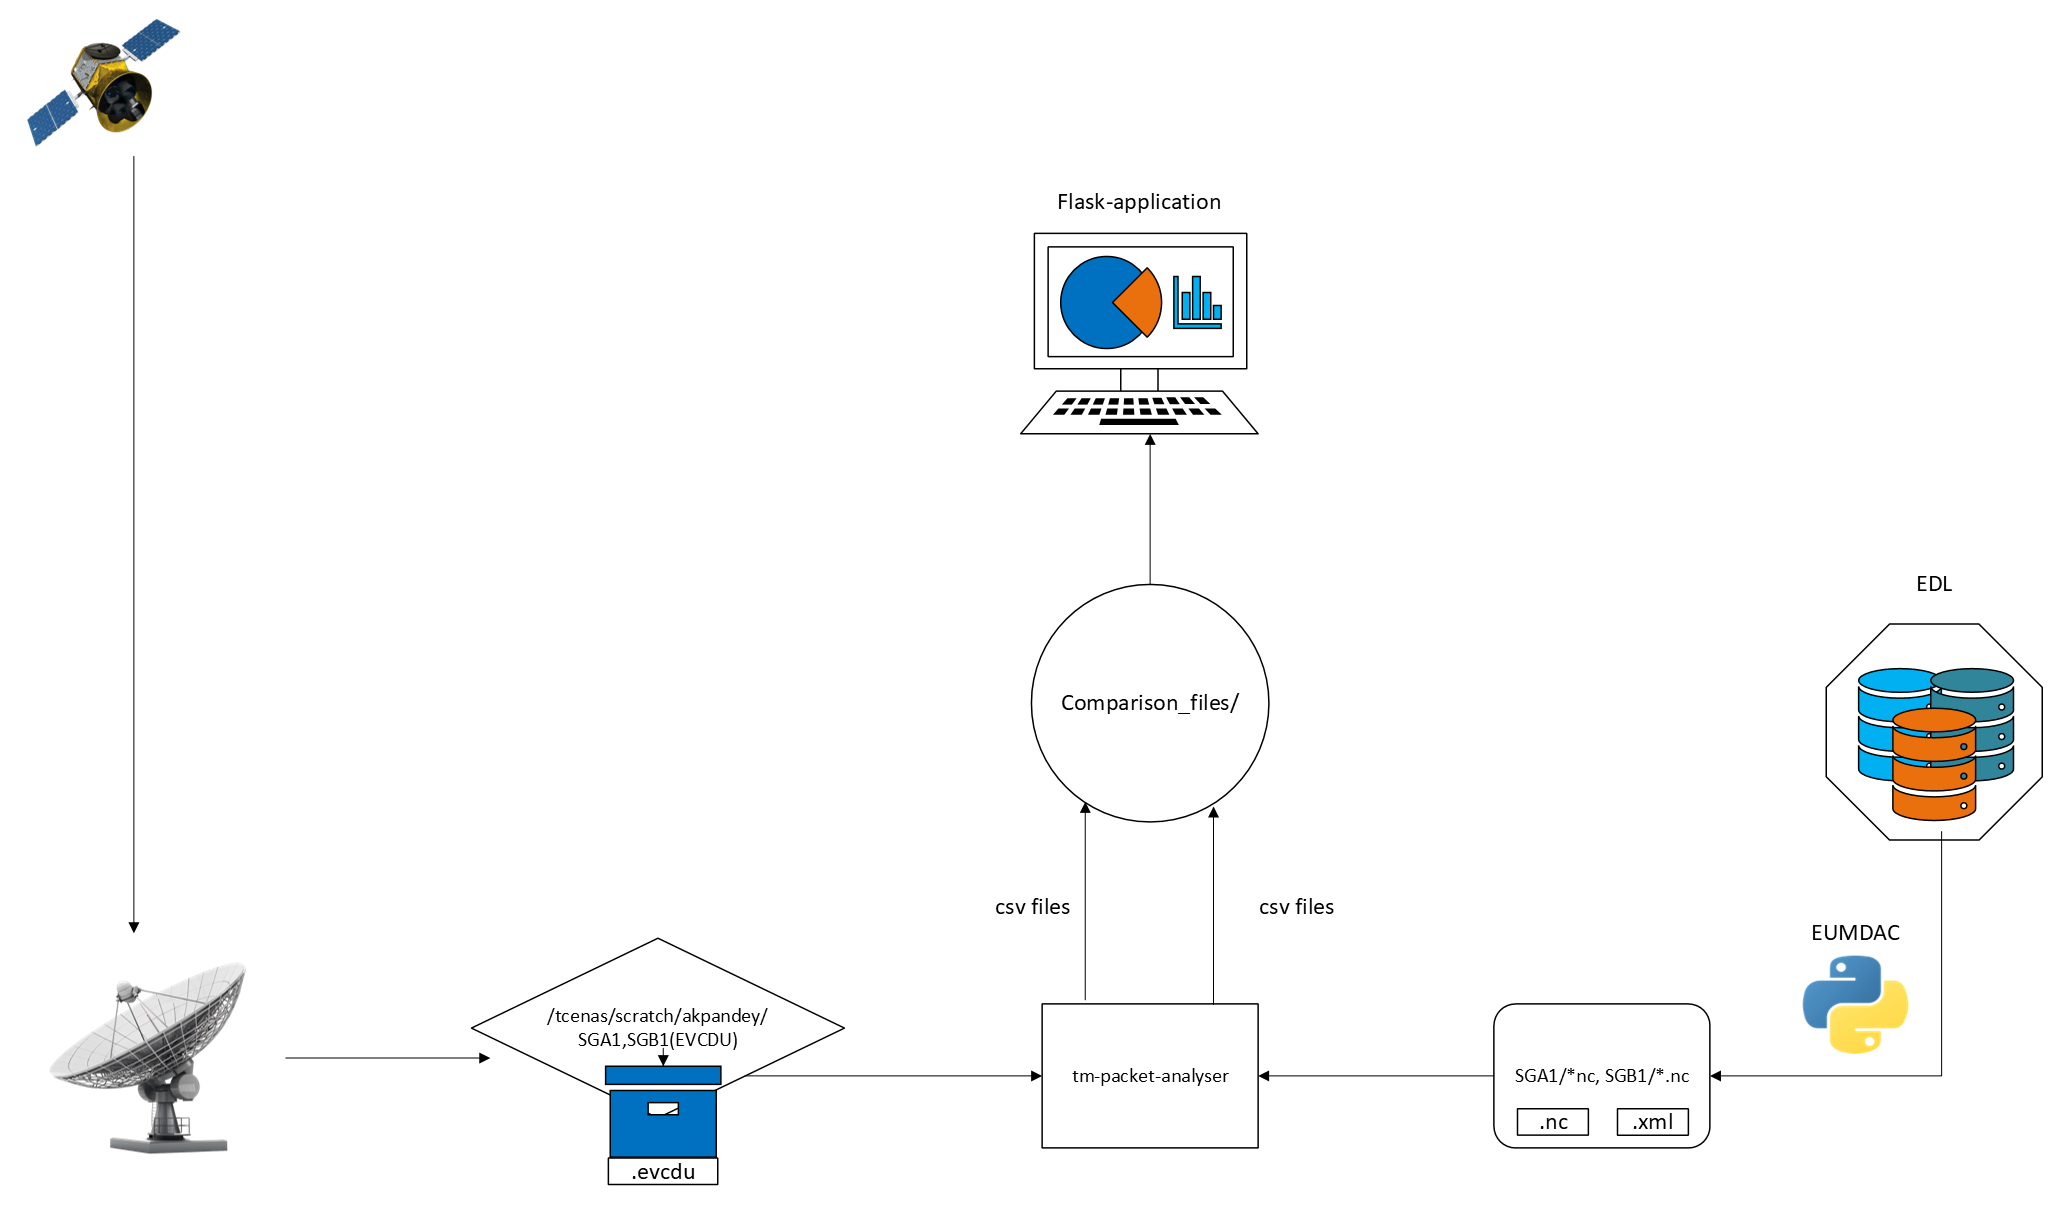 Flask-application
EDL
Comparison_files/
csv files
csv files
EUMDAC
/tcenas/scratch/akpandey/
SGA1,SGB1(EVCDU)
tm-packet-analyser
SGA1/*nc, SGB1/*.nc
.nc
.xml
.evcdu